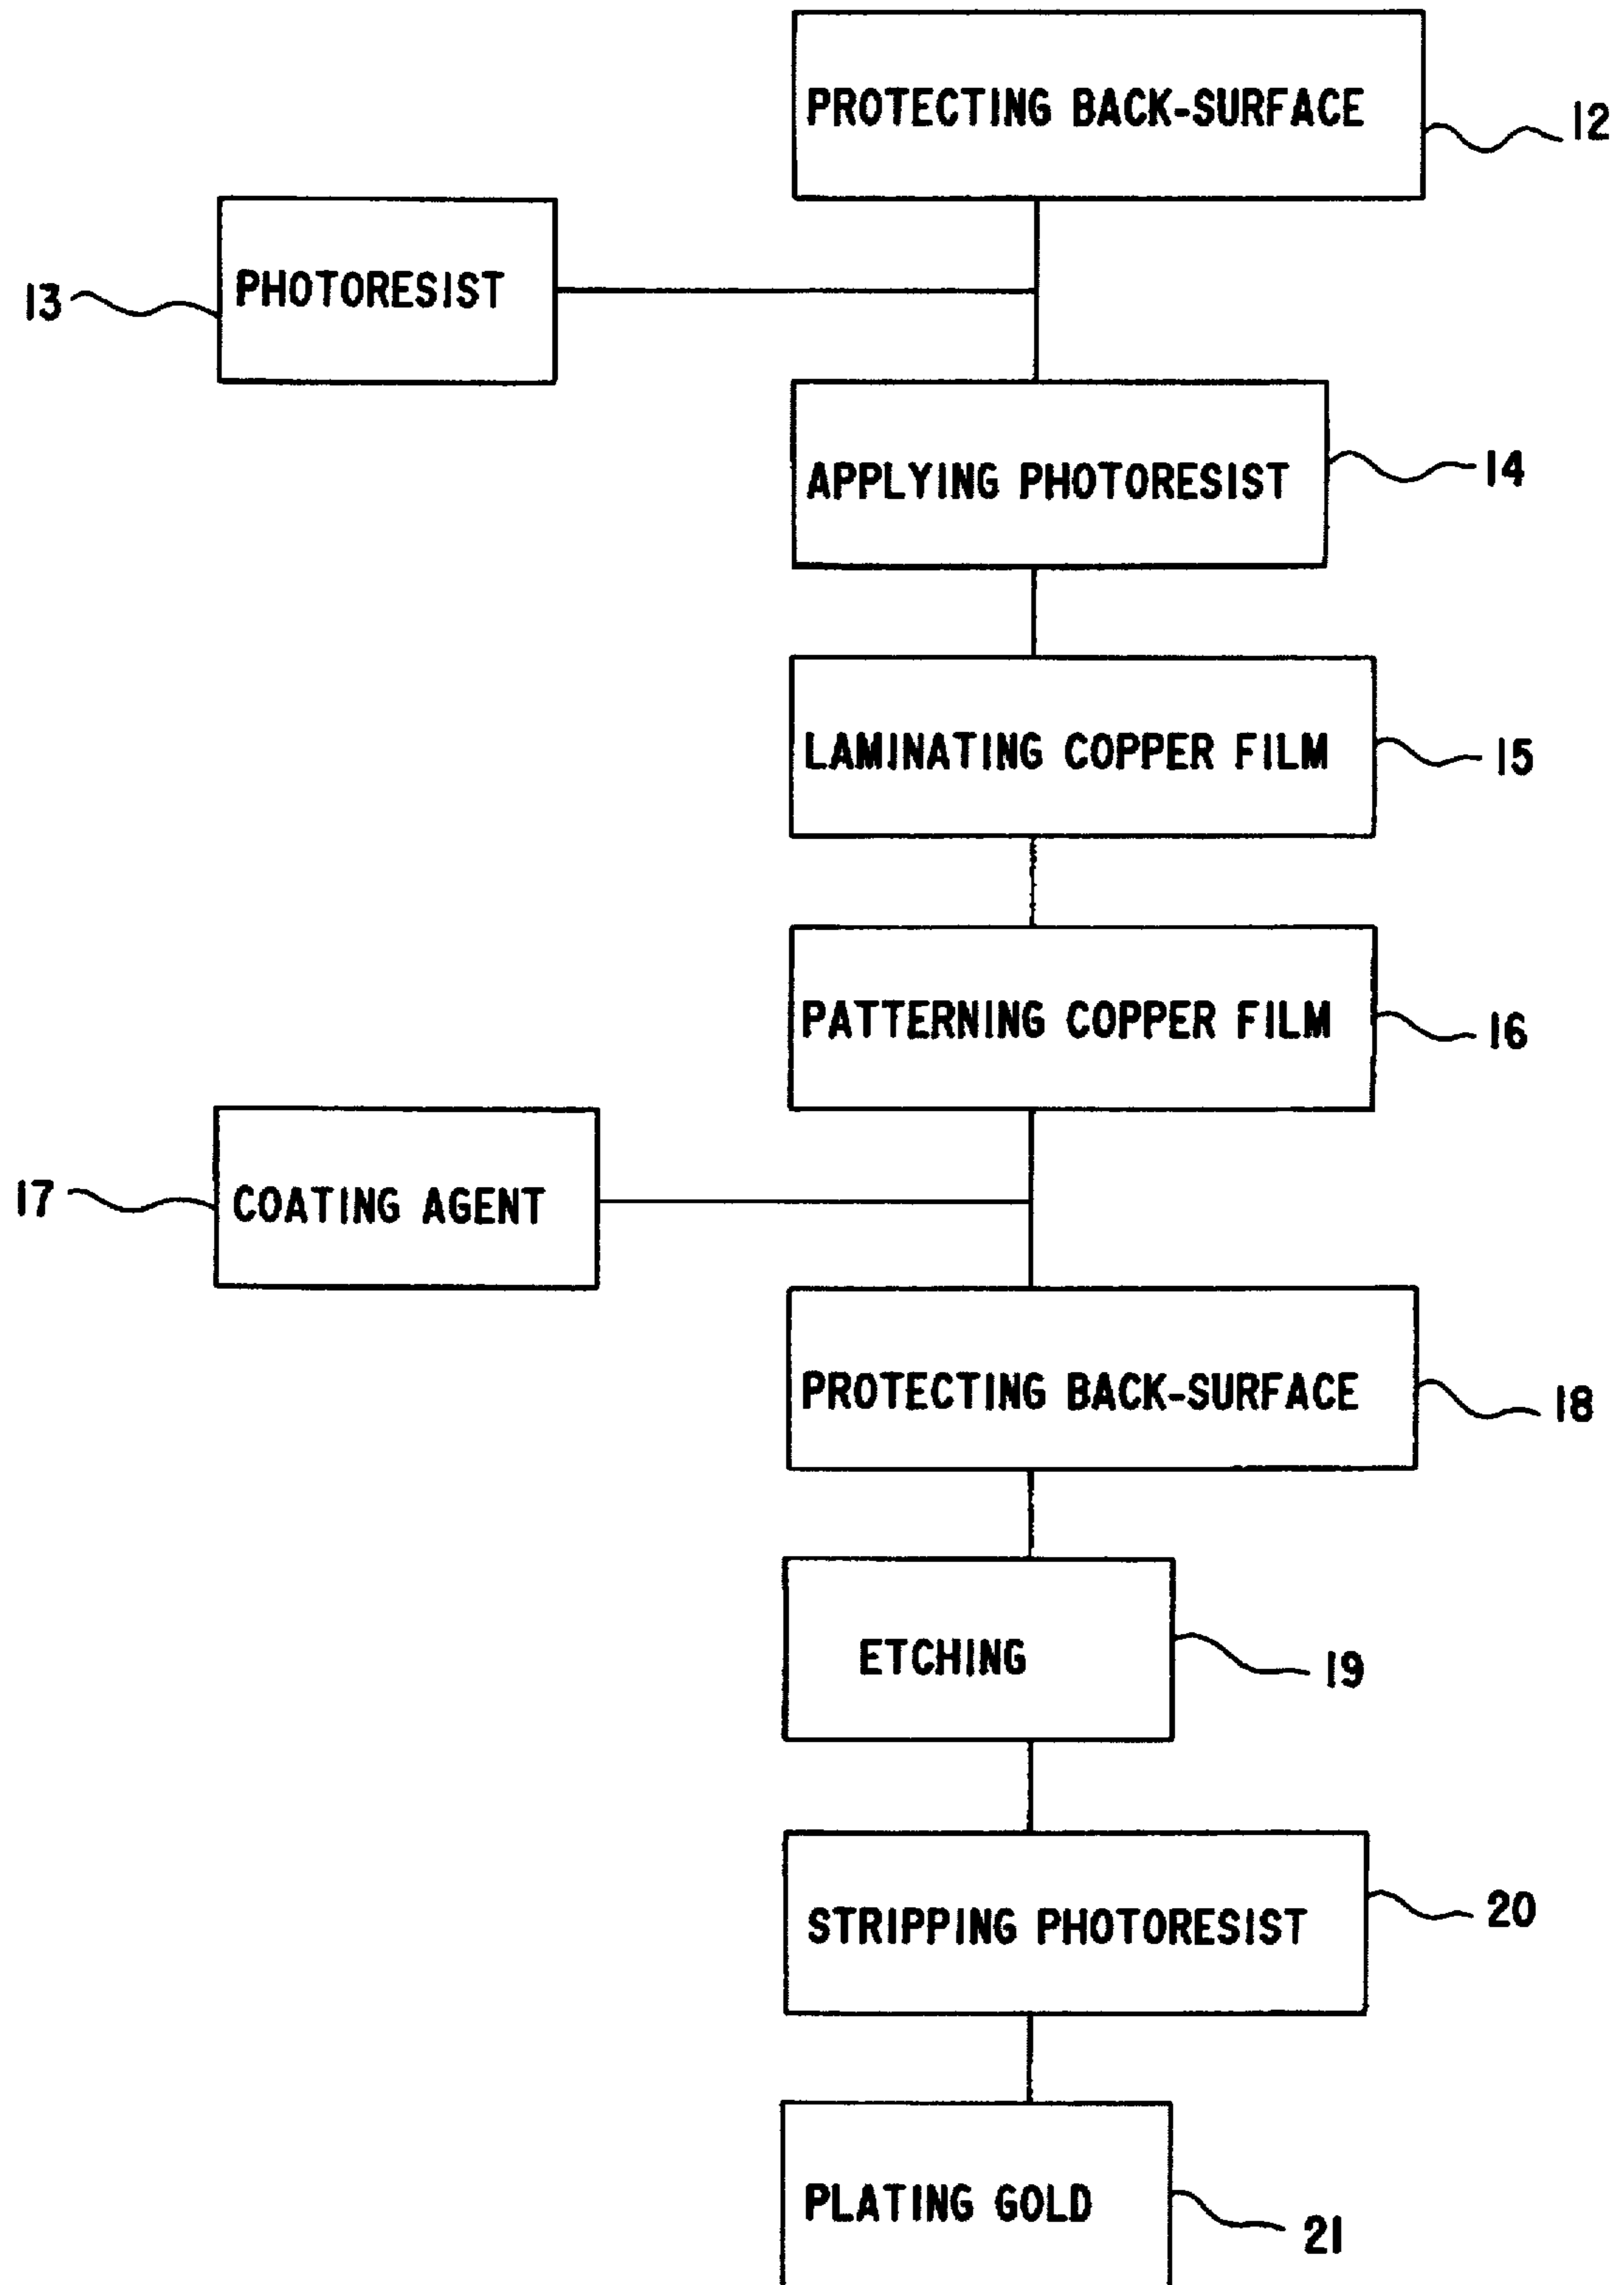 PROTECTING BACK-SURFACE
12
PHOTORESIST
13
APPLYING PHOTORESIST
14
LAMINATING COPPER FILM
15
PATTERNING COPPER FILM
16
COATING AGENT
17
PROTECTING BACK-SURFACE
18
ETCHING
19
STRIPPING PHOTORESIST
20
PLATING GOLD
21